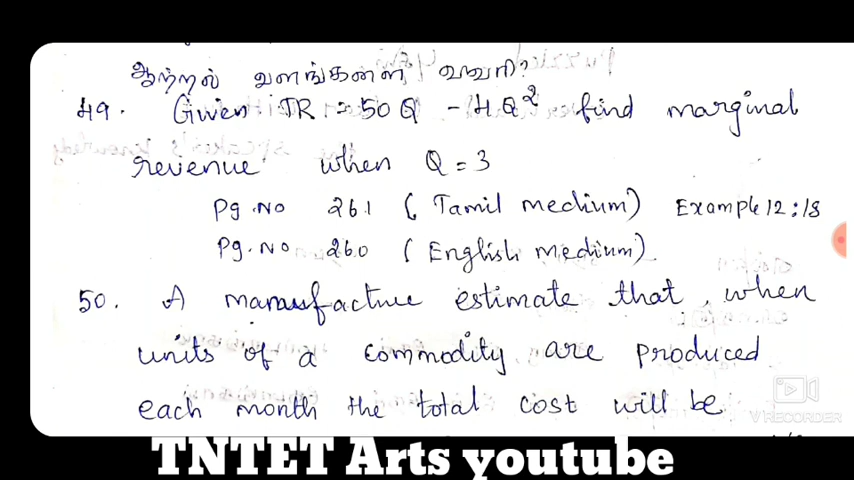 ஆற்றல் வளங்களை விவரி?
49. Given TR = 50Q - 4Q² find marginal
revenue when Q = 3
Pg.No 261 (Tamil medium) Example 12:18
Pg.No 260 (English medium)
50. A manufacture estimate that, when
units of a commodity are produced
each month the total cost will be
VRECORDER
TNTET Arts youtube